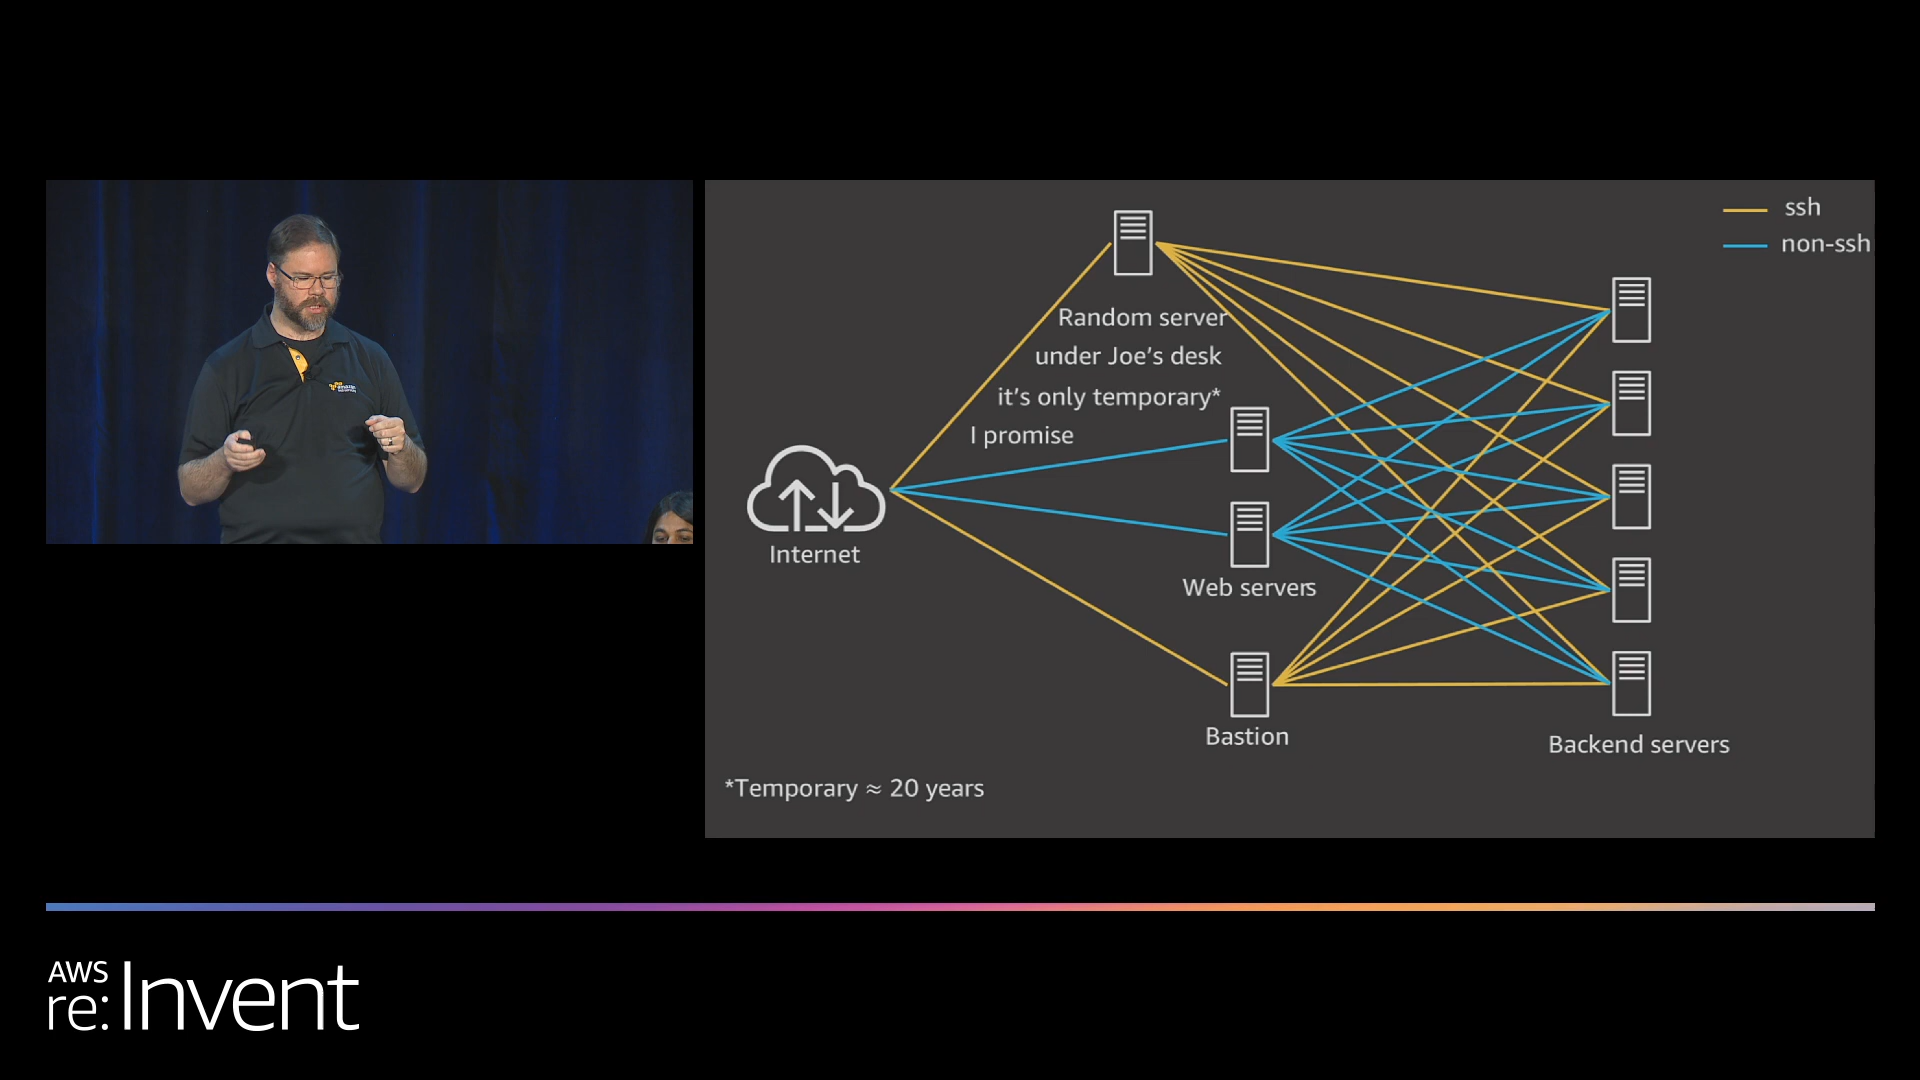 ssh
non-ssh
Random server
under Joe's desk
it's only temporary*
I promise
Internet
Web servers
Bastion
Backend servers
*Temporary ≈ 20 years
AWS
re:Invent